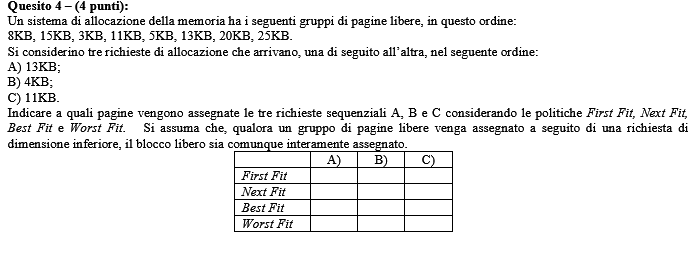 Quesito 4 – (4 punti):
Un sistema di allocazione della memoria ha i seguenti gruppi di pagine libere, in questo ordine:
8KB, 15KB, 3KB, 11KB, 5KB, 13KB, 20KB, 25KB.
Si considerino tre richieste di allocazione che arrivano, una di seguito all'altra, nel seguente ordine:
A) 13KB;
B) 4KB;
C) 11KB.
Indicare a quali pagine vengono assegnate le tre richieste sequenziali A, B e C considerando le politiche First Fit, Next Fit,
Best Fit e Worst Fit. Si assuma che, qualora un gruppo di pagine libere venga assegnato a seguito di una richiesta di
dimensione inferiore, il blocco libero sia comunque interamente assegnato.
A) B) C)
First Fit
Next Fit
Best Fit
Worst Fit